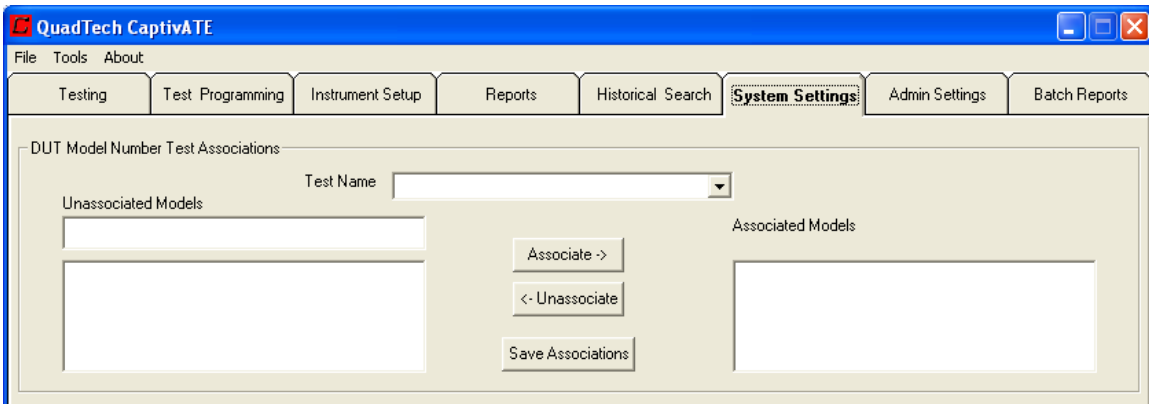 QuadTech CaptivATE
File Tools About
Testing Test Programming Instrument Setup Reports Historical Search System Settings Admin Settings Batch Reports
DUT Model Number Test Associations
Test Name
Unassociated Models
Associated Models
Associate ->
<- Unassociate
Save Associations